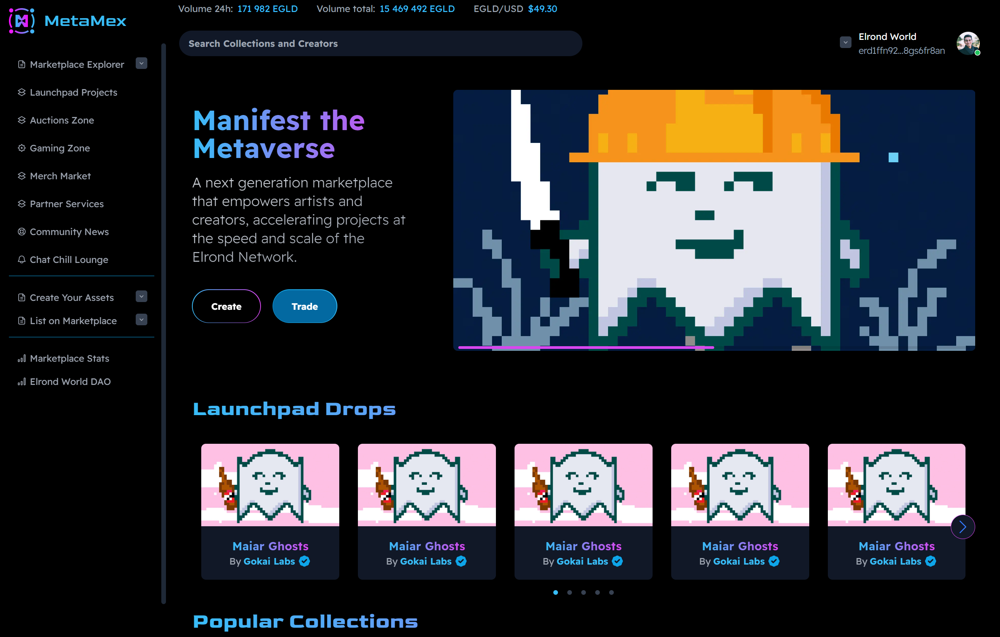 MetaMex
Volume 24h: 171 982 EGLD
Volume total: 15 469 492 EGLD
EGLD/USD $49.30
Search Collections and Creators
Elrond World
erd1ffn92...8gs6fr8an
Marketplace Explorer
Launchpad Projects
Auctions Zone
Gaming Zone
Merch Market
Partner Services
Community News
Chat Chill Lounge
Create Your Assets
List on Marketplace
Marketplace Stats
Elrond World DAO
Manifest the
Metaverse
A next generation marketplace
that empowers artists and
creators, accelerating projects at
the speed and scale of the
Elrond Network.
Create
Trade
Launchpad Drops
Maiar Ghosts
By Gokai Labs
Maiar Ghosts
By Gokai Labs
Maiar Ghosts
By Gokai Labs
Maiar Ghosts
By Gokai Labs
Maiar Ghosts
By Gokai Labs
Popular Collections